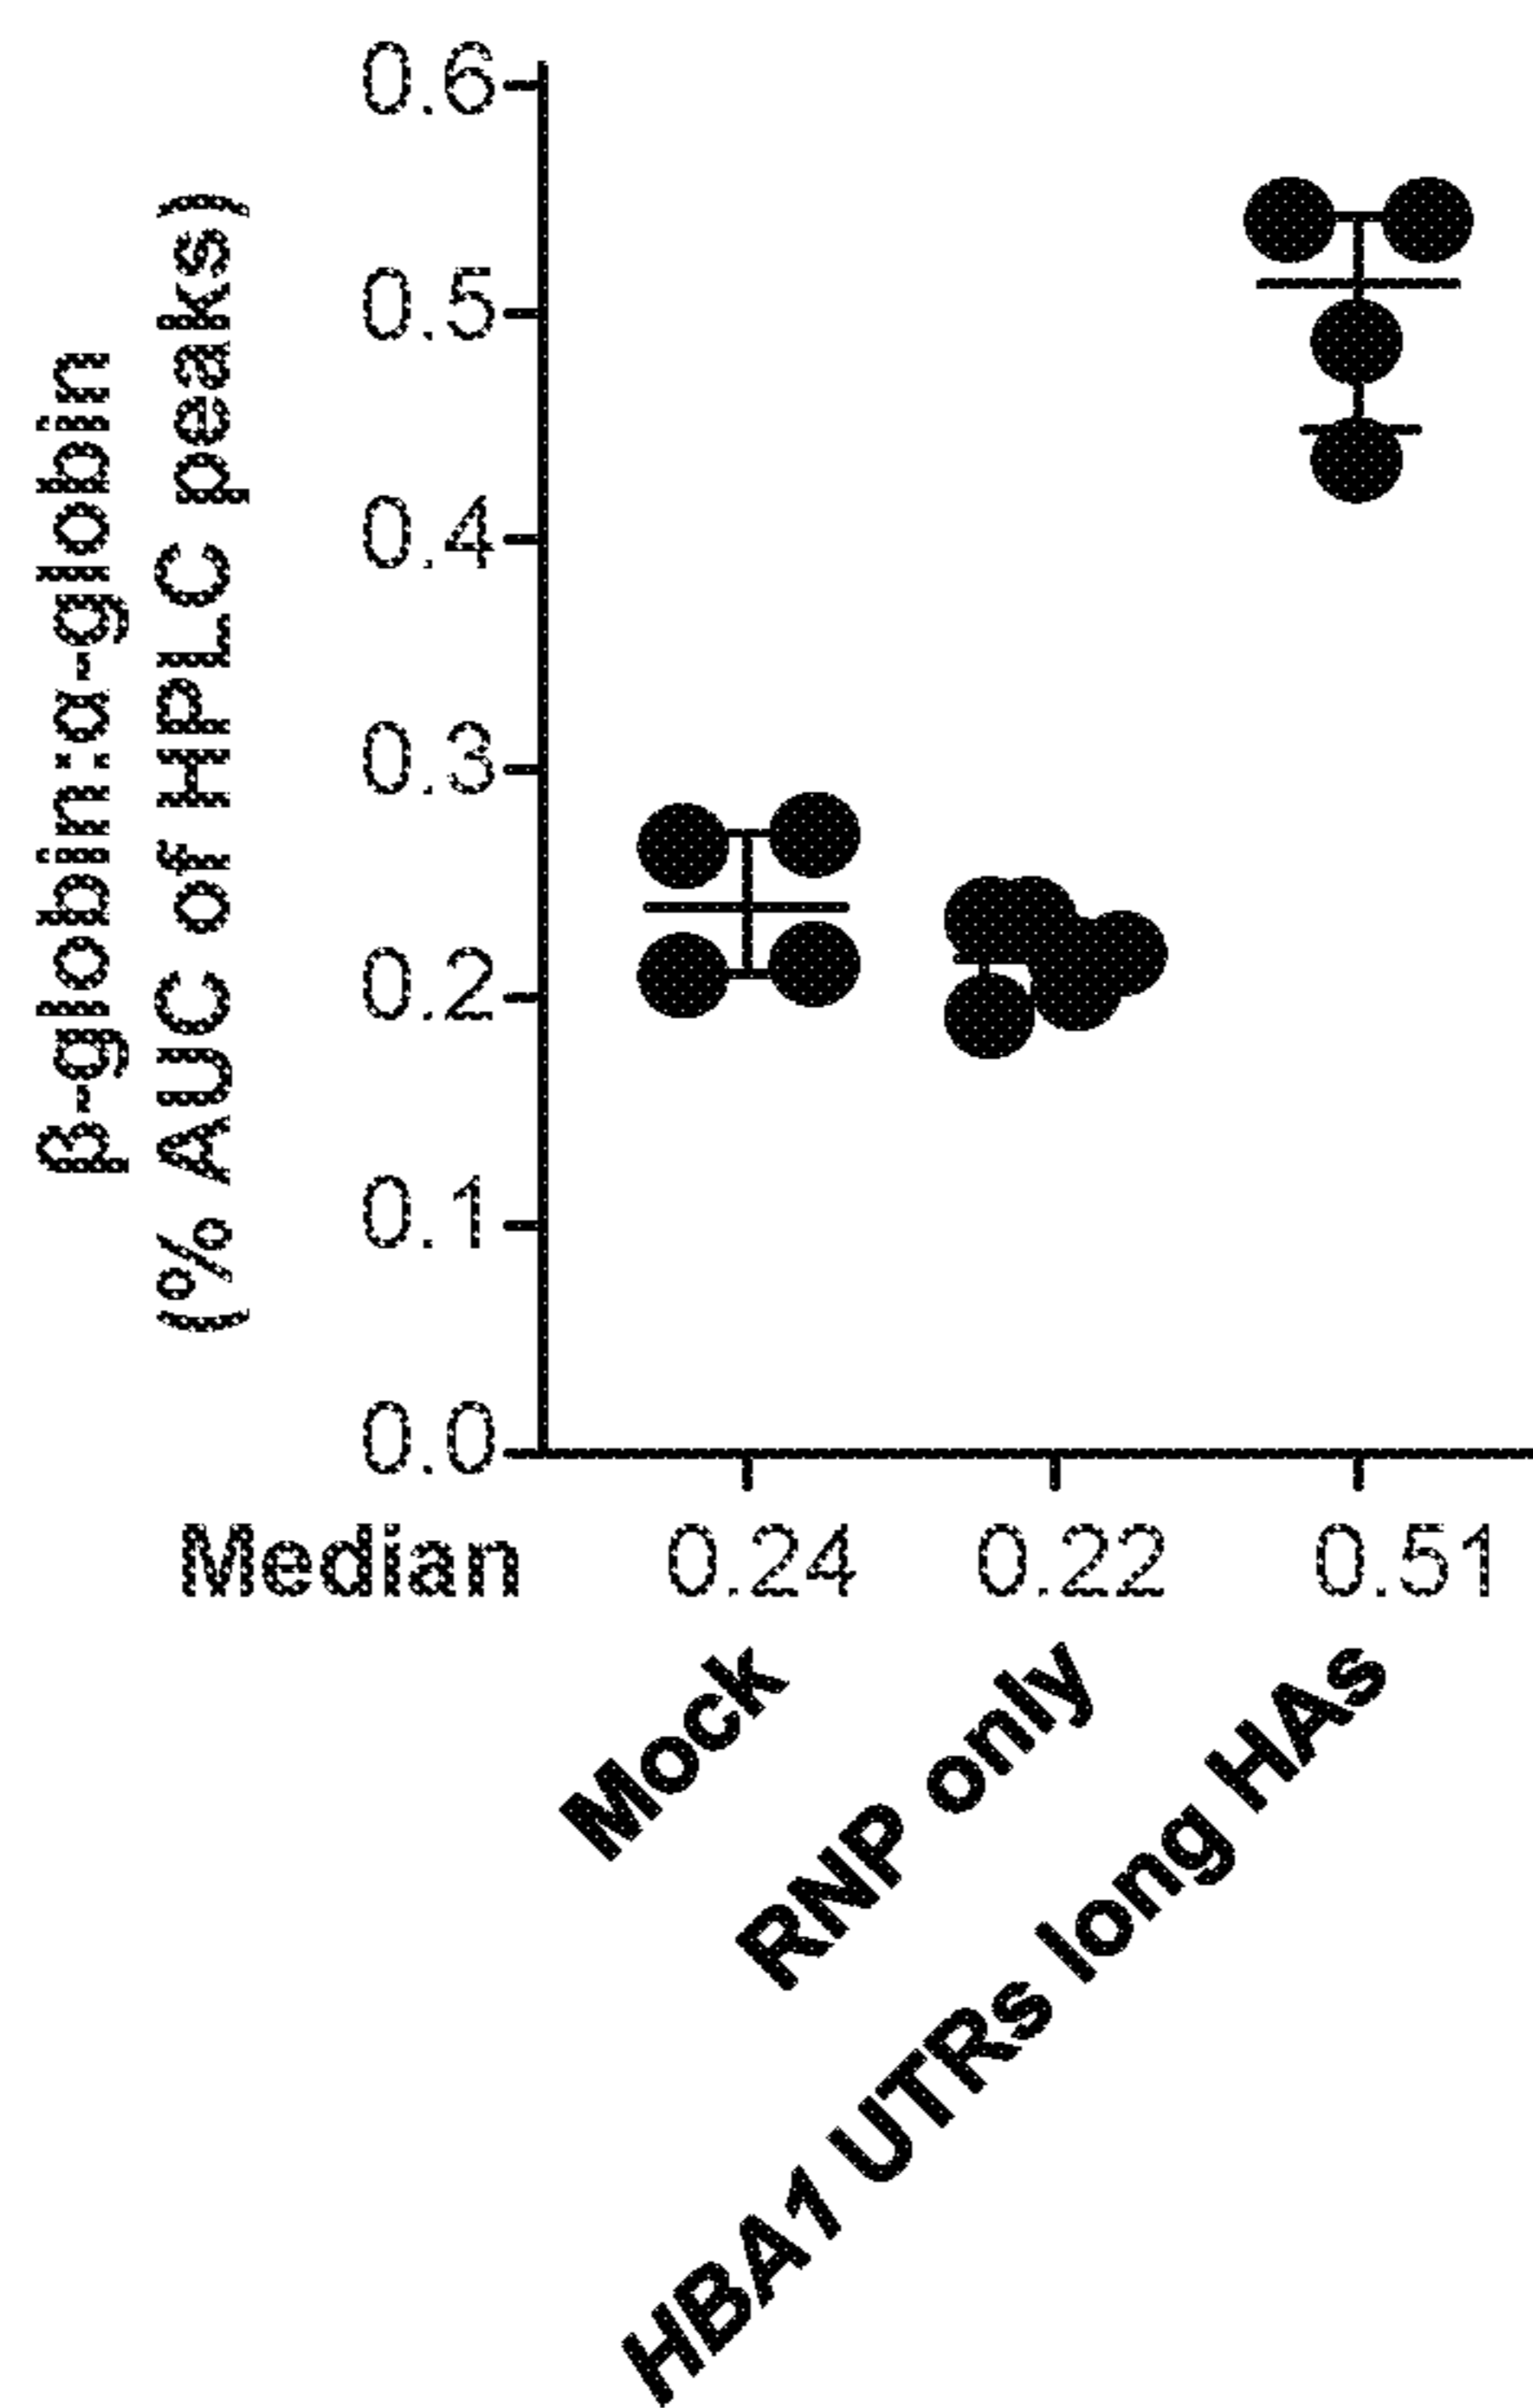 β-globin:α-globin
(% AUC of HPLC peaks)
0.6
0.5
0.4
0.3
0.2
0.1
0.0
Median 0.24 0.22 0.51
Mock
RNP only
HBA1 UTRs long HAs